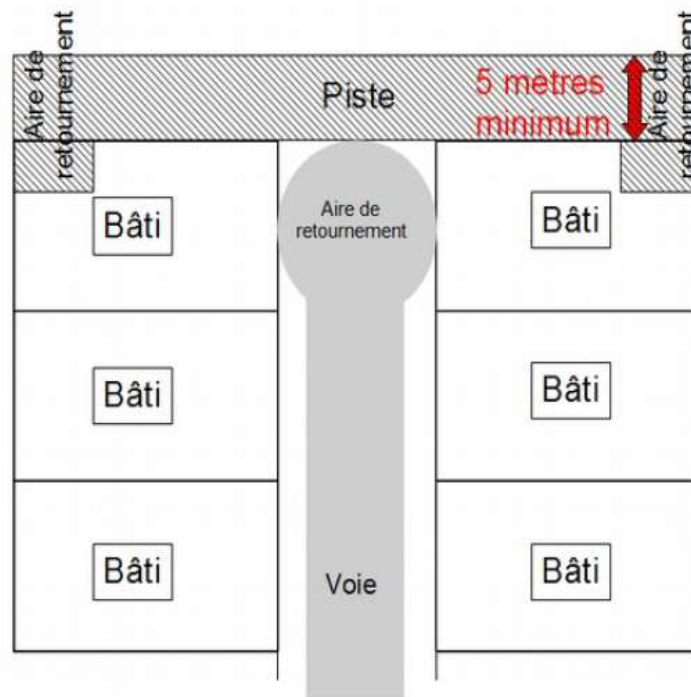 Aire de
retournement
Piste
5 mètres
minimum
Aire de
retournement
Bâti
Aire de
retournement
Bâti
Bâti
Bâti
Bâti
Voie
Bâti